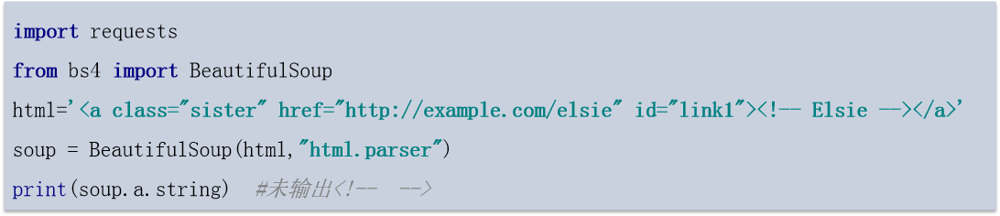 import requests
from bs4 import BeautifulSoup
html='<a class="sister" href="http://example.com/elsie" id="link1"><!-- Elsie --></a>'
soup = BeautifulSoup(html,"html.parser")
print(soup.a.string)  #未输出<!--  -->